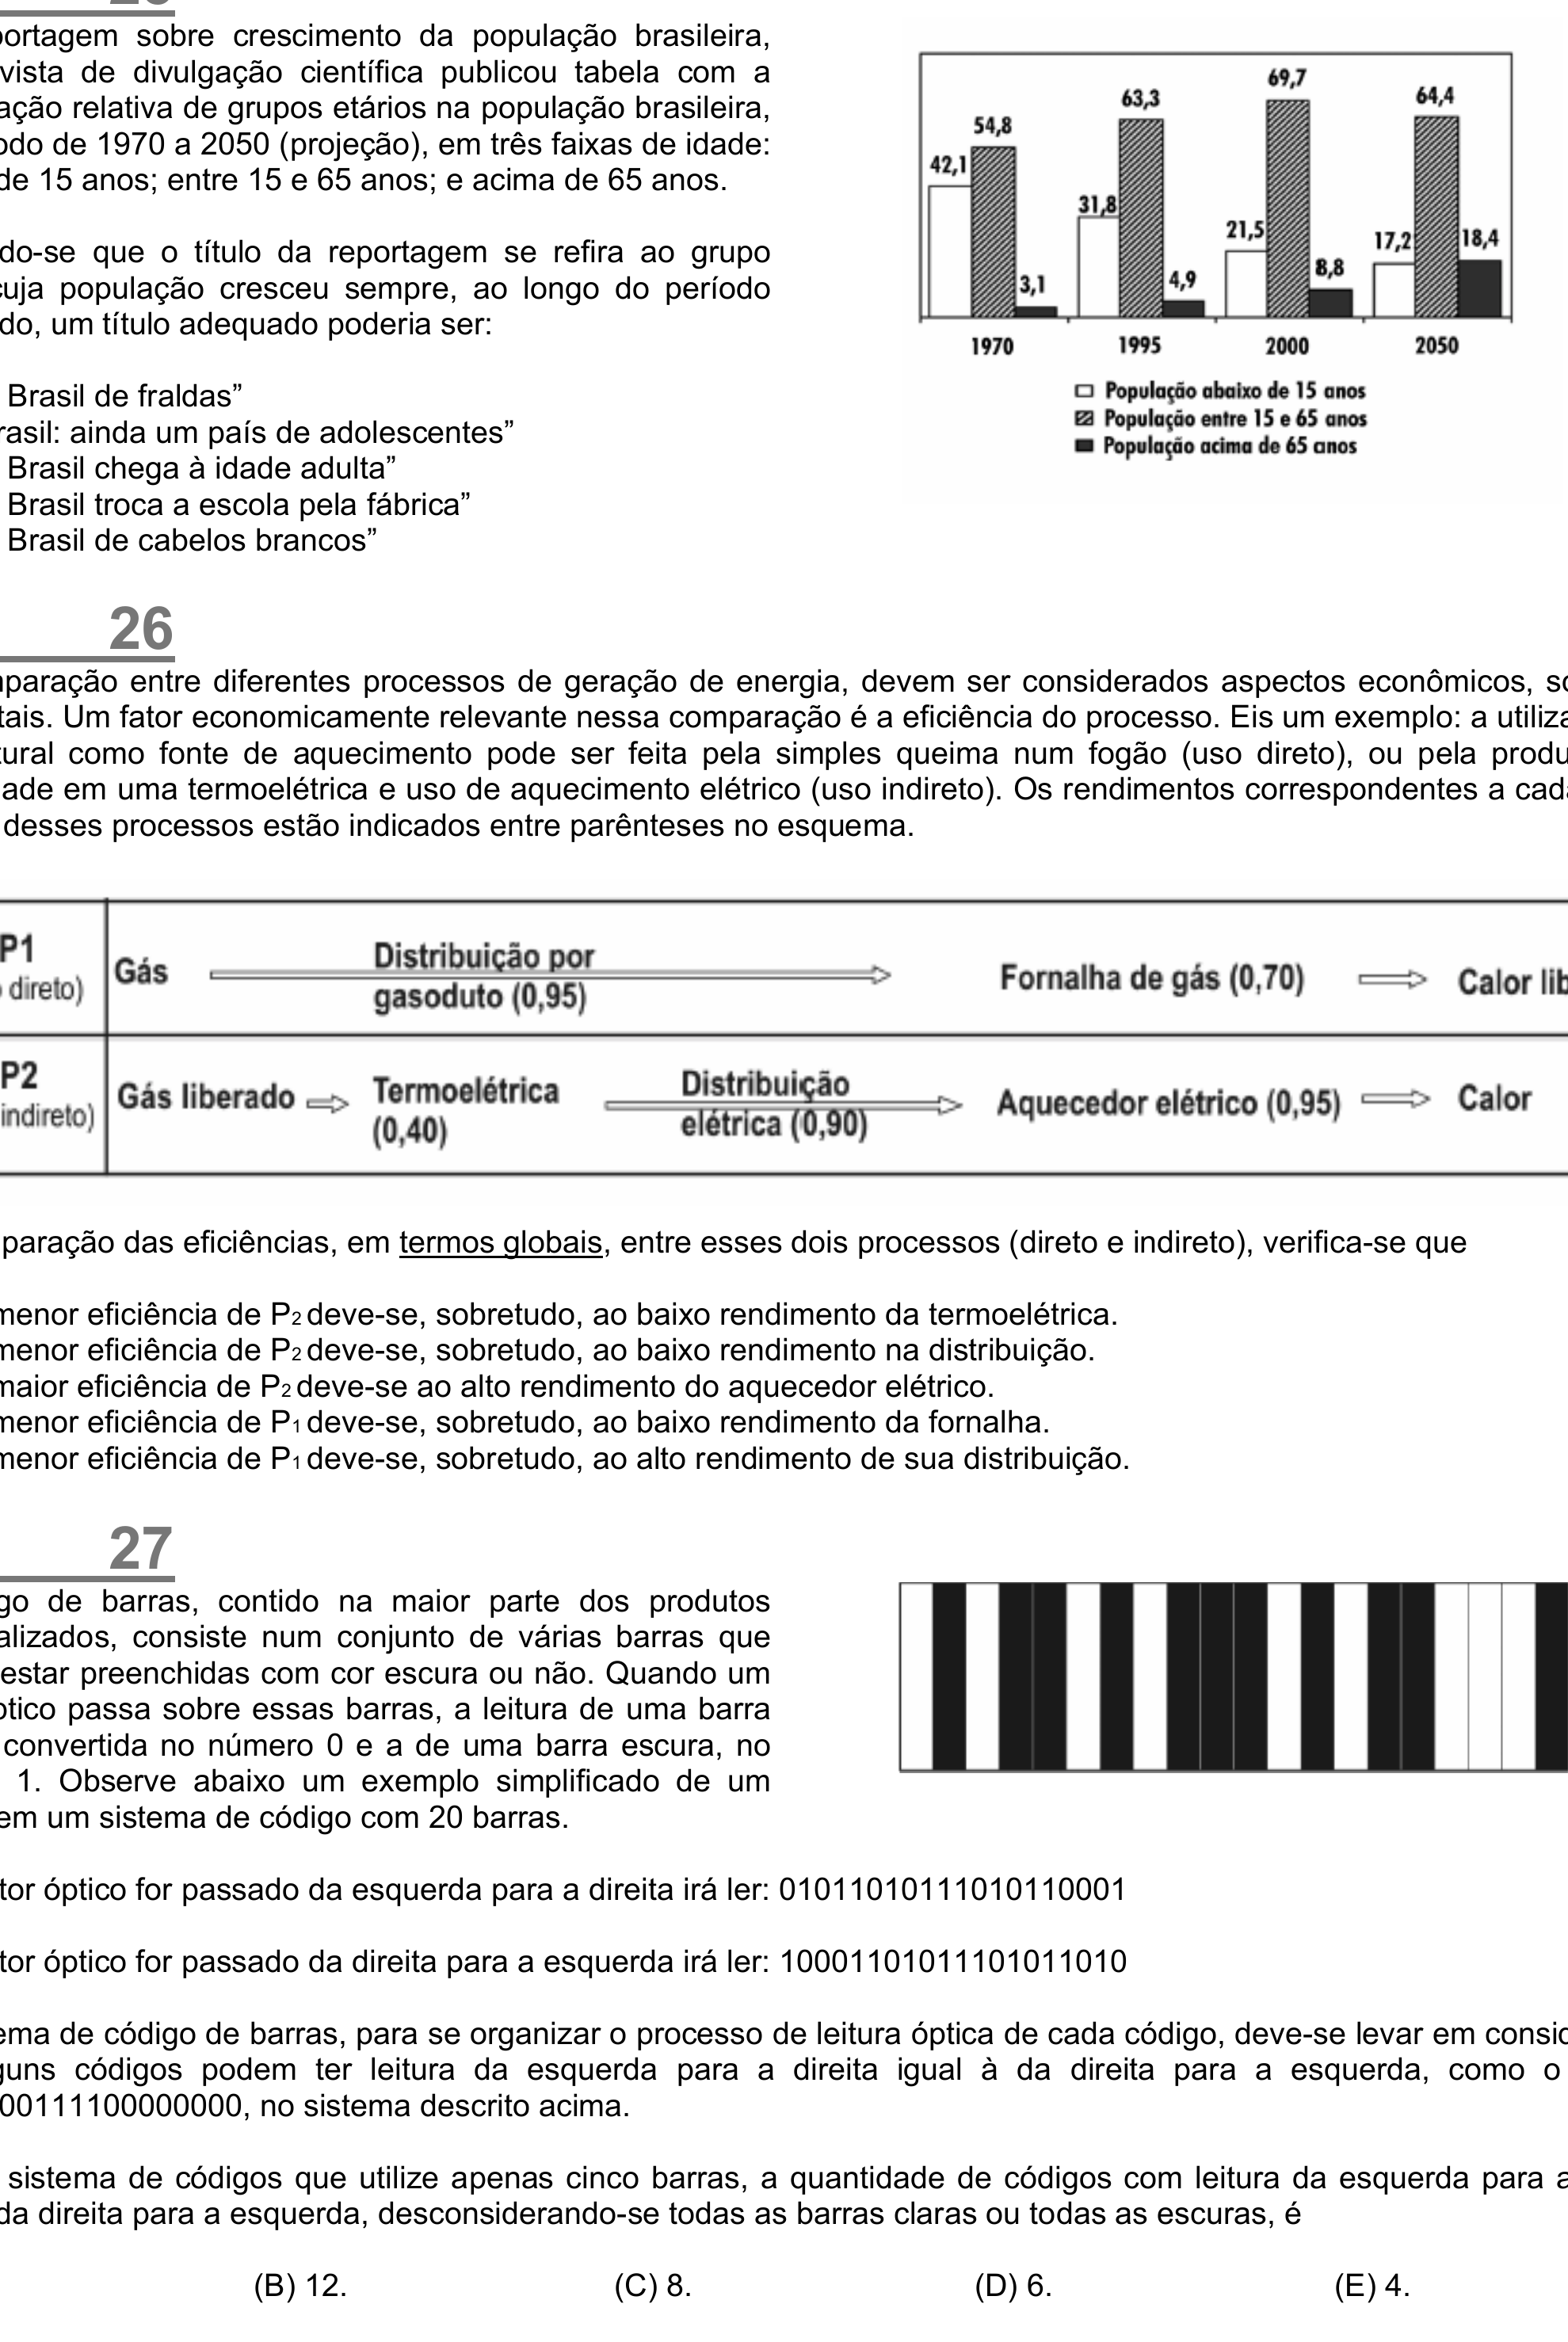 portagem sobre crescimento da população brasileira,
vista de divulgação científica publicou tabela com a
ação relativa de grupos etários na população brasileira,
odo de 1970 a 2050 (projeção), em três faixas de idade:
de 15 anos; entre 15 e 65 anos; e acima de 65 anos.
do-se que o título da reportagem se refira ao grupo
cuja população cresceu sempre, ao longo do período
do, um título adequado poderia ser:
Brasil de fraldas”
rasil: ainda um país de adolescentes”
Brasil chega à idade adulta”
Brasil troca a escola pela fábrica”
Brasil de cabelos brancos”
42,1 54,8 3,1
31,8 63,3 4,9
21,5 69,7 8,8
17,2 64,4 18,4
1970 1995 2000 2050
População abaixo de 15 anos
População entre 15 e 65 anos
População acima de 65 anos
26
mparação entre diferentes processos de geração de energia, devem ser considerados aspectos econômicos, so
tais. Um fator economicamente relevante nessa comparação é a eficiência do processo. Eis um exemplo: a utiliza
tural como fonte de aquecimento pode ser feita pela simples queima num fogão (uso direto), ou pela produ
ade em uma termoelétrica e uso de aquecimento elétrico (uso indireto). Os rendimentos correspondentes a cada
desses processos estão indicados entre parênteses no esquema.
P1
direto)
Gás
Distribuição por
gasoduto (0,95)
Fornalha de gás (0,70)
Calor lib
P2
indireto)
Gás liberado
Termoelétrica
(0,40)
Distribuição
elétrica (0,90)
Aquecedor elétrico (0,95)
Calor
paração das eficiências, em termos globais, entre esses dois processos (direto e indireto), verifica-se que
menor eficiência de P2 deve-se, sobretudo, ao baixo rendimento da termoelétrica.
menor eficiência de P2 deve-se, sobretudo, ao baixo rendimento na distribuição.
maior eficiência de P2 deve-se ao alto rendimento do aquecedor elétrico.
menor eficiência de P1 deve-se, sobretudo, ao baixo rendimento da fornalha.
menor eficiência de P1 deve-se, sobretudo, ao alto rendimento de sua distribuição.
27
go de barras, contido na maior parte dos produtos
alizados, consiste num conjunto de várias barras que
estar preenchidas com cor escura ou não. Quando um
ptico passa sobre essas barras, a leitura de uma barra
convertida no número 0 e a de uma barra escura, no
1. Observe abaixo um exemplo simplificado de um
em um sistema de código com 20 barras.
tor óptico for passado da esquerda para a direita irá ler: 01011010111010110001
tor óptico for passado da direita para a esquerda irá ler: 10001101011101011010
ema de código de barras, para se organizar o processo de leitura óptica de cada código, deve-se levar em consid
guns códigos podem ter leitura da esquerda para a direita igual à da direita para a esquerda, como o
00111100000000, no sistema descrito acima.
sistema de códigos que utilize apenas cinco barras, a quantidade de códigos com leitura da esquerda para a
da direita para a esquerda, desconsiderando-se todas as barras claras ou todas as escuras, é
(B) 12. (C) 8. (D) 6. (E) 4.